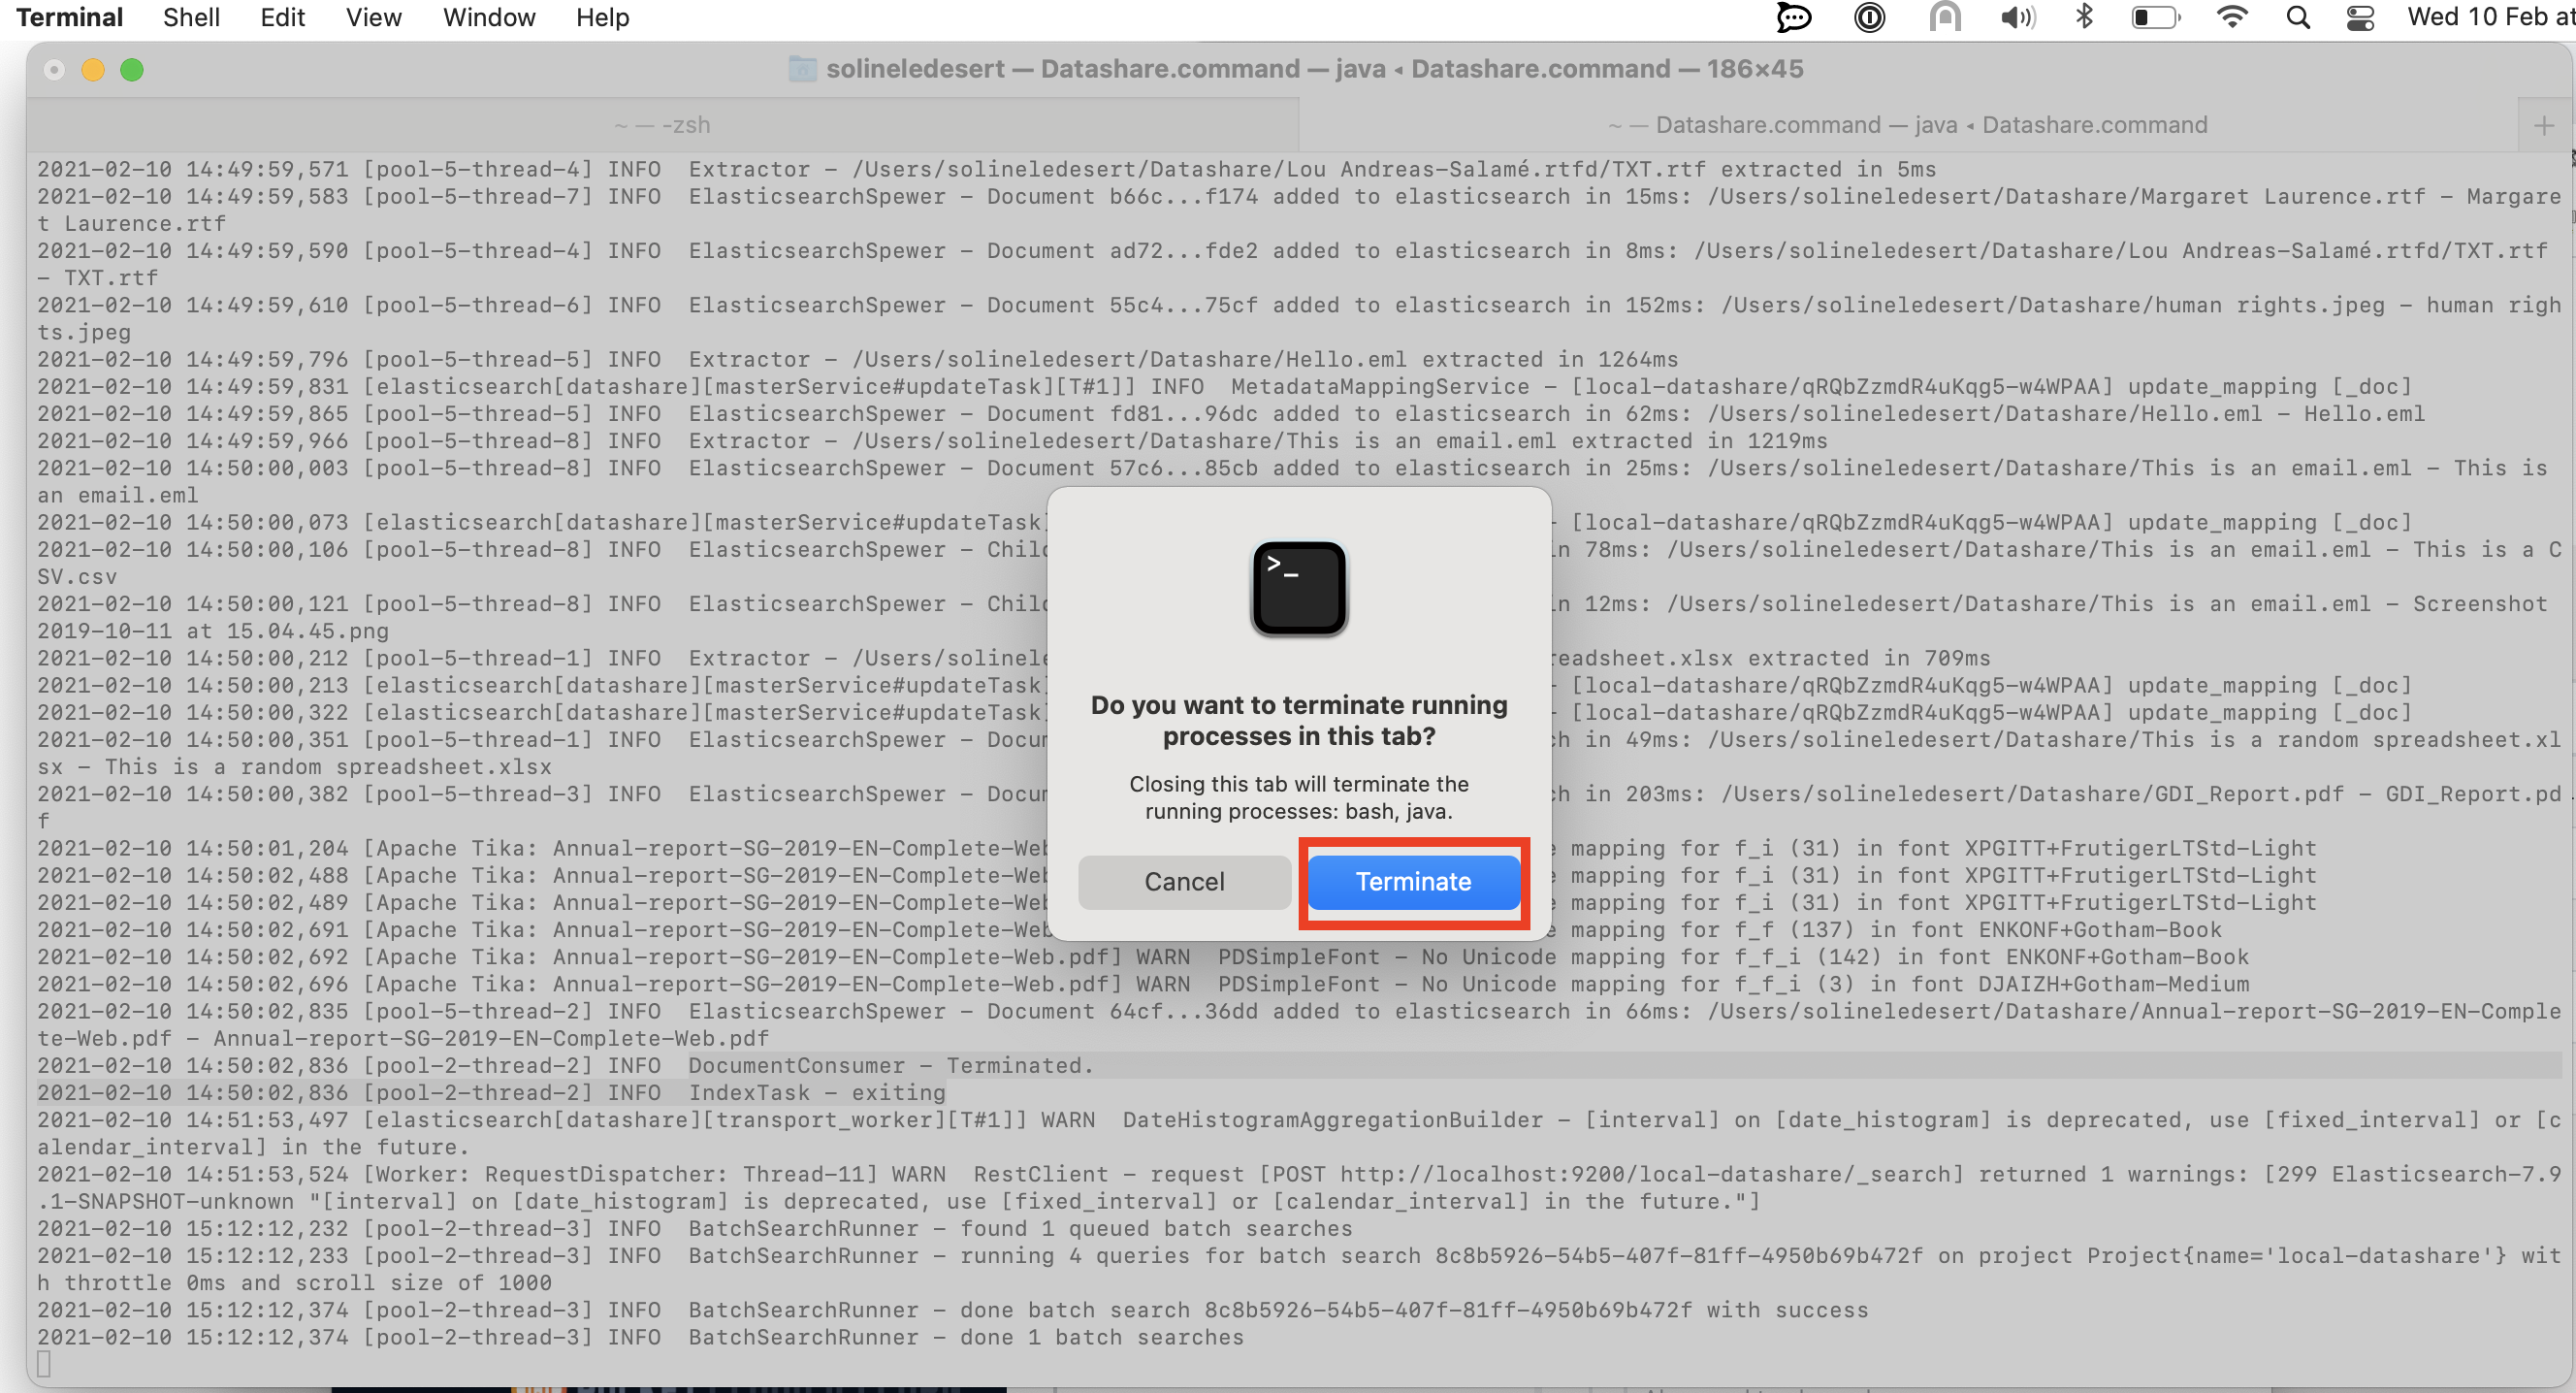 Terminal Shell Edit View Window Help Wed 10 Feb at
solineledesert — Datashare.command — java ◂ Datashare.command — 186×45
~ — -zsh
~ — Datashare.command — java ◂ Datashare.command
2021-02-10 14:49:59,571 [pool-5-thread-4] INFO  Extractor - /Users/solineledesert/Datashare/Lou Andreas-Salamé.rtfd/TXT.rtf extracted in 5ms
2021-02-10 14:49:59,583 [pool-5-thread-7] INFO  ElasticsearchSpewer - Document b66c...f174 added to elasticsearch in 15ms: /Users/solineledesert/Datashare/Margaret Laurence.rtf - Margare
t Laurence.rtf
2021-02-10 14:49:59,590 [pool-5-thread-4] INFO  ElasticsearchSpewer - Document ad72...fde2 added to elasticsearch in 8ms: /Users/solineledesert/Datashare/Lou Andreas-Salamé.rtfd/TXT.rtf
- TXT.rtf
2021-02-10 14:49:59,610 [pool-5-thread-6] INFO  ElasticsearchSpewer - Document 55c4...75cf added to elasticsearch in 152ms: /Users/solineledesert/Datashare/human rights.jpeg - human righ
ts.jpeg
2021-02-10 14:49:59,796 [pool-5-thread-5] INFO  Extractor - /Users/solineledesert/Datashare/Hello.eml extracted in 1264ms
2021-02-10 14:49:59,831 [elasticsearch[datashare][masterService#updateTask][T#1]] INFO  MetadataMappingService - [local-datashare/qRQbZzmdR4uKqg5-w4WPAA] update_mapping [_doc]
2021-02-10 14:49:59,865 [pool-5-thread-5] INFO  ElasticsearchSpewer - Document fd81...96dc added to elasticsearch in 62ms: /Users/solineledesert/Datashare/Hello.eml - Hello.eml
2021-02-10 14:49:59,966 [pool-5-thread-8] INFO  Extractor - /Users/solineledesert/Datashare/This is an email.eml extracted in 1219ms
2021-02-10 14:50:00,003 [pool-5-thread-8] INFO  ElasticsearchSpewer - Document 57c6...85cb added to elasticsearch in 25ms: /Users/solineledesert/Datashare/This is an email.eml - This is
an email.eml
2021-02-10 14:50:00,073 [elasticsearch[datashare][masterService#updateTask] - [local-datashare/qRQbZzmdR4uKqg5-w4WPAA] update_mapping [_doc]
2021-02-10 14:50:00,106 [pool-5-thread-8] INFO  ElasticsearchSpewer - Chil in 78ms: /Users/solineledesert/Datashare/This is an email.eml - This is a C
SV.csv
2021-02-10 14:50:00,121 [pool-5-thread-8] INFO  ElasticsearchSpewer - Chil in 12ms: /Users/solineledesert/Datashare/This is an email.eml - Screenshot
2019-10-11 at 15.04.45.png
2021-02-10 14:50:00,212 [pool-5-thread-1] INFO  Extractor - /Users/solinele readsheet.xlsx extracted in 709ms
2021-02-10 14:50:00,213 [elasticsearch[datashare][masterService#updateTask] - [local-datashare/qRQbZzmdR4uKqg5-w4WPAA] update_mapping [_doc]
2021-02-10 14:50:00,322 [elasticsearch[datashare][masterService#updateTask] - [local-datashare/qRQbZzmdR4uKqg5-w4WPAA] update_mapping [_doc]
2021-02-10 14:50:00,351 [pool-5-thread-1] INFO  ElasticsearchSpewer - Docum h in 49ms: /Users/solineledesert/Datashare/This is a random spreadsheet.xl
sx - This is a random spreadsheet.xlsx
2021-02-10 14:50:00,382 [pool-5-thread-3] INFO  ElasticsearchSpewer - Docum h in 203ms: /Users/solineledesert/Datashare/GDI_Report.pdf - GDI_Report.pd
f
2021-02-10 14:50:01,204 [Apache Tika: Annual-report-SG-2019-EN-Complete-Web e mapping for f_i (31) in font XPGITT+FrutigerLTStd-Light
2021-02-10 14:50:02,488 [Apache Tika: Annual-report-SG-2019-EN-Complete-Web e mapping for f_i (31) in font XPGITT+FrutigerLTStd-Light
2021-02-10 14:50:02,489 [Apache Tika: Annual-report-SG-2019-EN-Complete-Web e mapping for f_i (31) in font XPGITT+FrutigerLTStd-Light
2021-02-10 14:50:02,691 [Apache Tika: Annual-report-SG-2019-EN-Complete-Web e mapping for f_f (137) in font ENKONF+Gotham-Book
2021-02-10 14:50:02,692 [Apache Tika: Annual-report-SG-2019-EN-Complete-Web.pdf] WARN  PDSimpleFont - No Unicode mapping for f_f_i (142) in font ENKONF+Gotham-Book
2021-02-10 14:50:02,696 [Apache Tika: Annual-report-SG-2019-EN-Complete-Web.pdf] WARN  PDSimpleFont - No Unicode mapping for f_f_i (3) in font DJAIZH+Gotham-Medium
2021-02-10 14:50:02,835 [pool-5-thread-2] INFO  ElasticsearchSpewer - Document 64cf...36dd added to elasticsearch in 66ms: /Users/solineledesert/Datashare/Annual-report-SG-2019-EN-Comple
te-Web.pdf - Annual-report-SG-2019-EN-Complete-Web.pdf
2021-02-10 14:50:02,836 [pool-2-thread-2] INFO  DocumentConsumer - Terminated.
2021-02-10 14:50:02,836 [pool-2-thread-2] INFO  IndexTask - exiting
2021-02-10 14:51:53,497 [elasticsearch[datashare][transport_worker][T#1]] WARN  DateHistogramAggregationBuilder - [interval] on [date_histogram] is deprecated, use [fixed_interval] or [c
alendar_interval] in the future.
2021-02-10 14:51:53,524 [Worker: RequestDispatcher: Thread-11] WARN  RestClient - request [POST http://localhost:9200/local-datashare/_search] returned 1 warnings: [299 Elasticsearch-7.9
.1-SNAPSHOT-unknown "[interval] on [date_histogram] is deprecated, use [fixed_interval] or [calendar_interval] in the future."]
2021-02-10 15:12:12,232 [pool-2-thread-3] INFO  BatchSearchRunner - found 1 queued batch searches
2021-02-10 15:12:12,233 [pool-2-thread-3] INFO  BatchSearchRunner - running 4 queries for batch search 8c8b5926-54b5-407f-81ff-4950b69b472f on project Project{name='local-datashare'} wit
h throttle 0ms and scroll size of 1000
2021-02-10 15:12:12,374 [pool-2-thread-3] INFO  BatchSearchRunner - done batch search 8c8b5926-54b5-407f-81ff-4950b69b472f with success
2021-02-10 15:12:12,374 [pool-2-thread-3] INFO  BatchSearchRunner - done 1 batch searches
Do you want to terminate running
processes in this tab?
Closing this tab will terminate the
running processes: bash, java.
Cancel Terminate